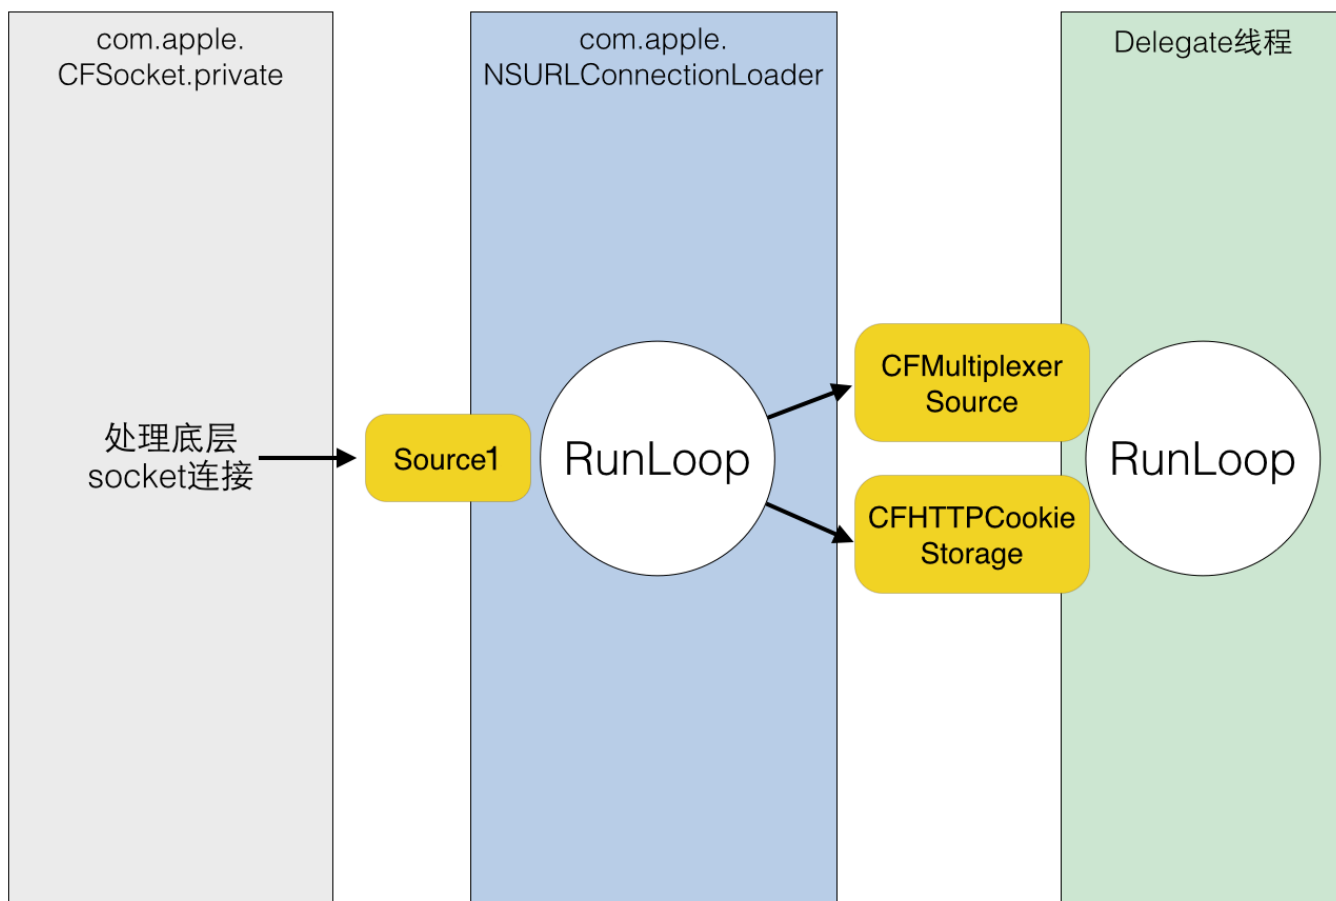 com.apple.
CFSocket.private
com.apple.
NSURLConnectionLoader
Delegate线程
处理底层
socket连接
Source1
RunLoop
CFMultiplexer
Source
CFHTTPCookie
Storage
RunLoop